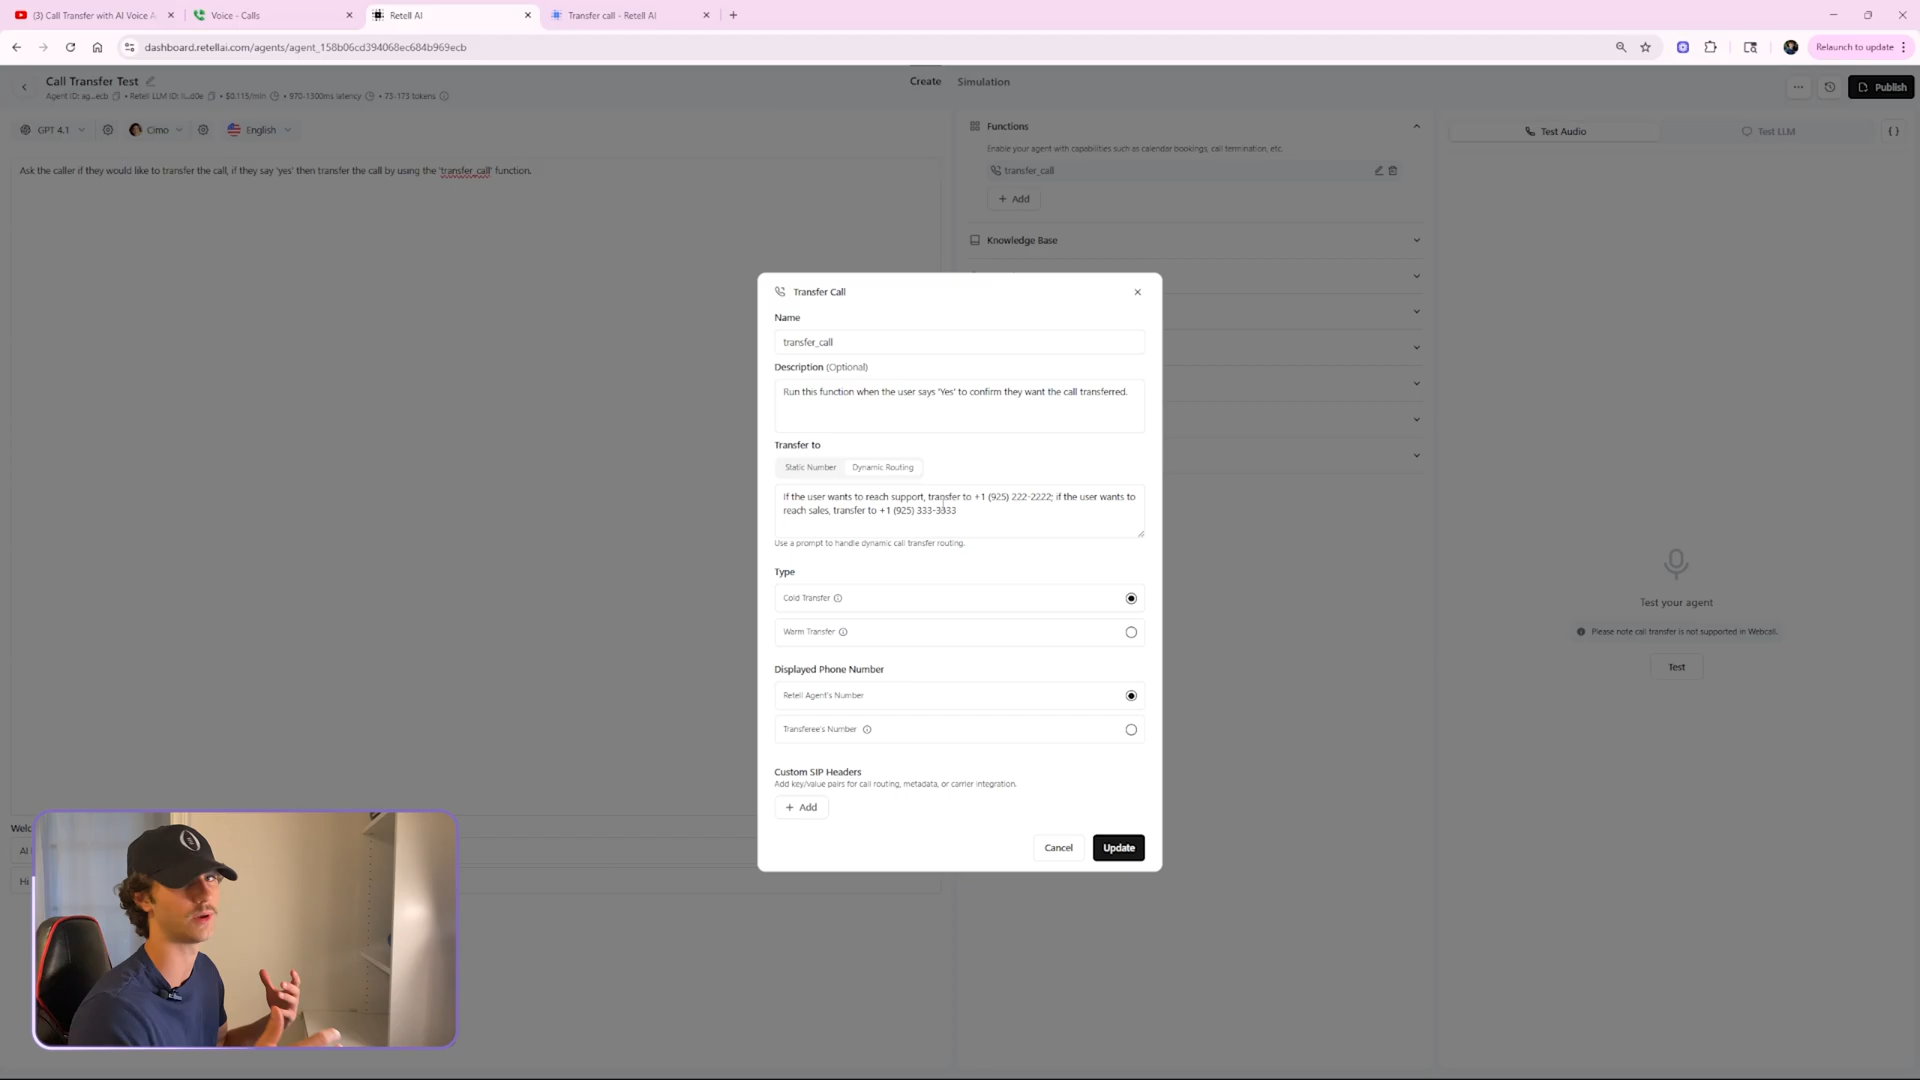 (3) Call Transfer with AI Voice A
Voice - Calls
Retell AI
Transfer call - Retell AI
dashboard.retellai.com/agents/agent_158b06cd394068ec684b969ecb
Relaunch to update
Call Transfer Test
Create
Simulation
Publish
Agent ID: ag...ecb
• Retell LLM ID: ll...d0e
• $0.115/min
• 970-1300ms latency
• 73-173 tokens
GPT 4.1
Cimo
English
Ask the caller if they would like to transfer the call, if they say 'yes' then transfer the call by using the 'transfer_call' function.
Functions
Enable your agent with capabilities such as calendar bookings, call termination, etc.
transfer_call
+ Add
Knowledge Base
Test Audio
Test LLM
{ }
Test your agent
Please note call transfer is not supported in Webcall.
Test
Transfer Call
Name
transfer_call
Description (Optional)
Run this function when the user says 'Yes' to confirm they want the call transferred.
Transfer to
Static Number
Dynamic Routing
If the user wants to reach support, transfer to +1 (925) 222-2222; if the user wants to
reach sales, transfer to +1 (925) 333-3333
Use a prompt to handle dynamic call transfer routing.
Type
Cold Transfer
Warm Transfer
Displayed Phone Number
Retell Agent's Number
Transferee's Number
Custom SIP Headers
Add key/value pairs for call routing, metadata, or carrier integration.
+ Add
Cancel
Update
Welc
AI
Hi